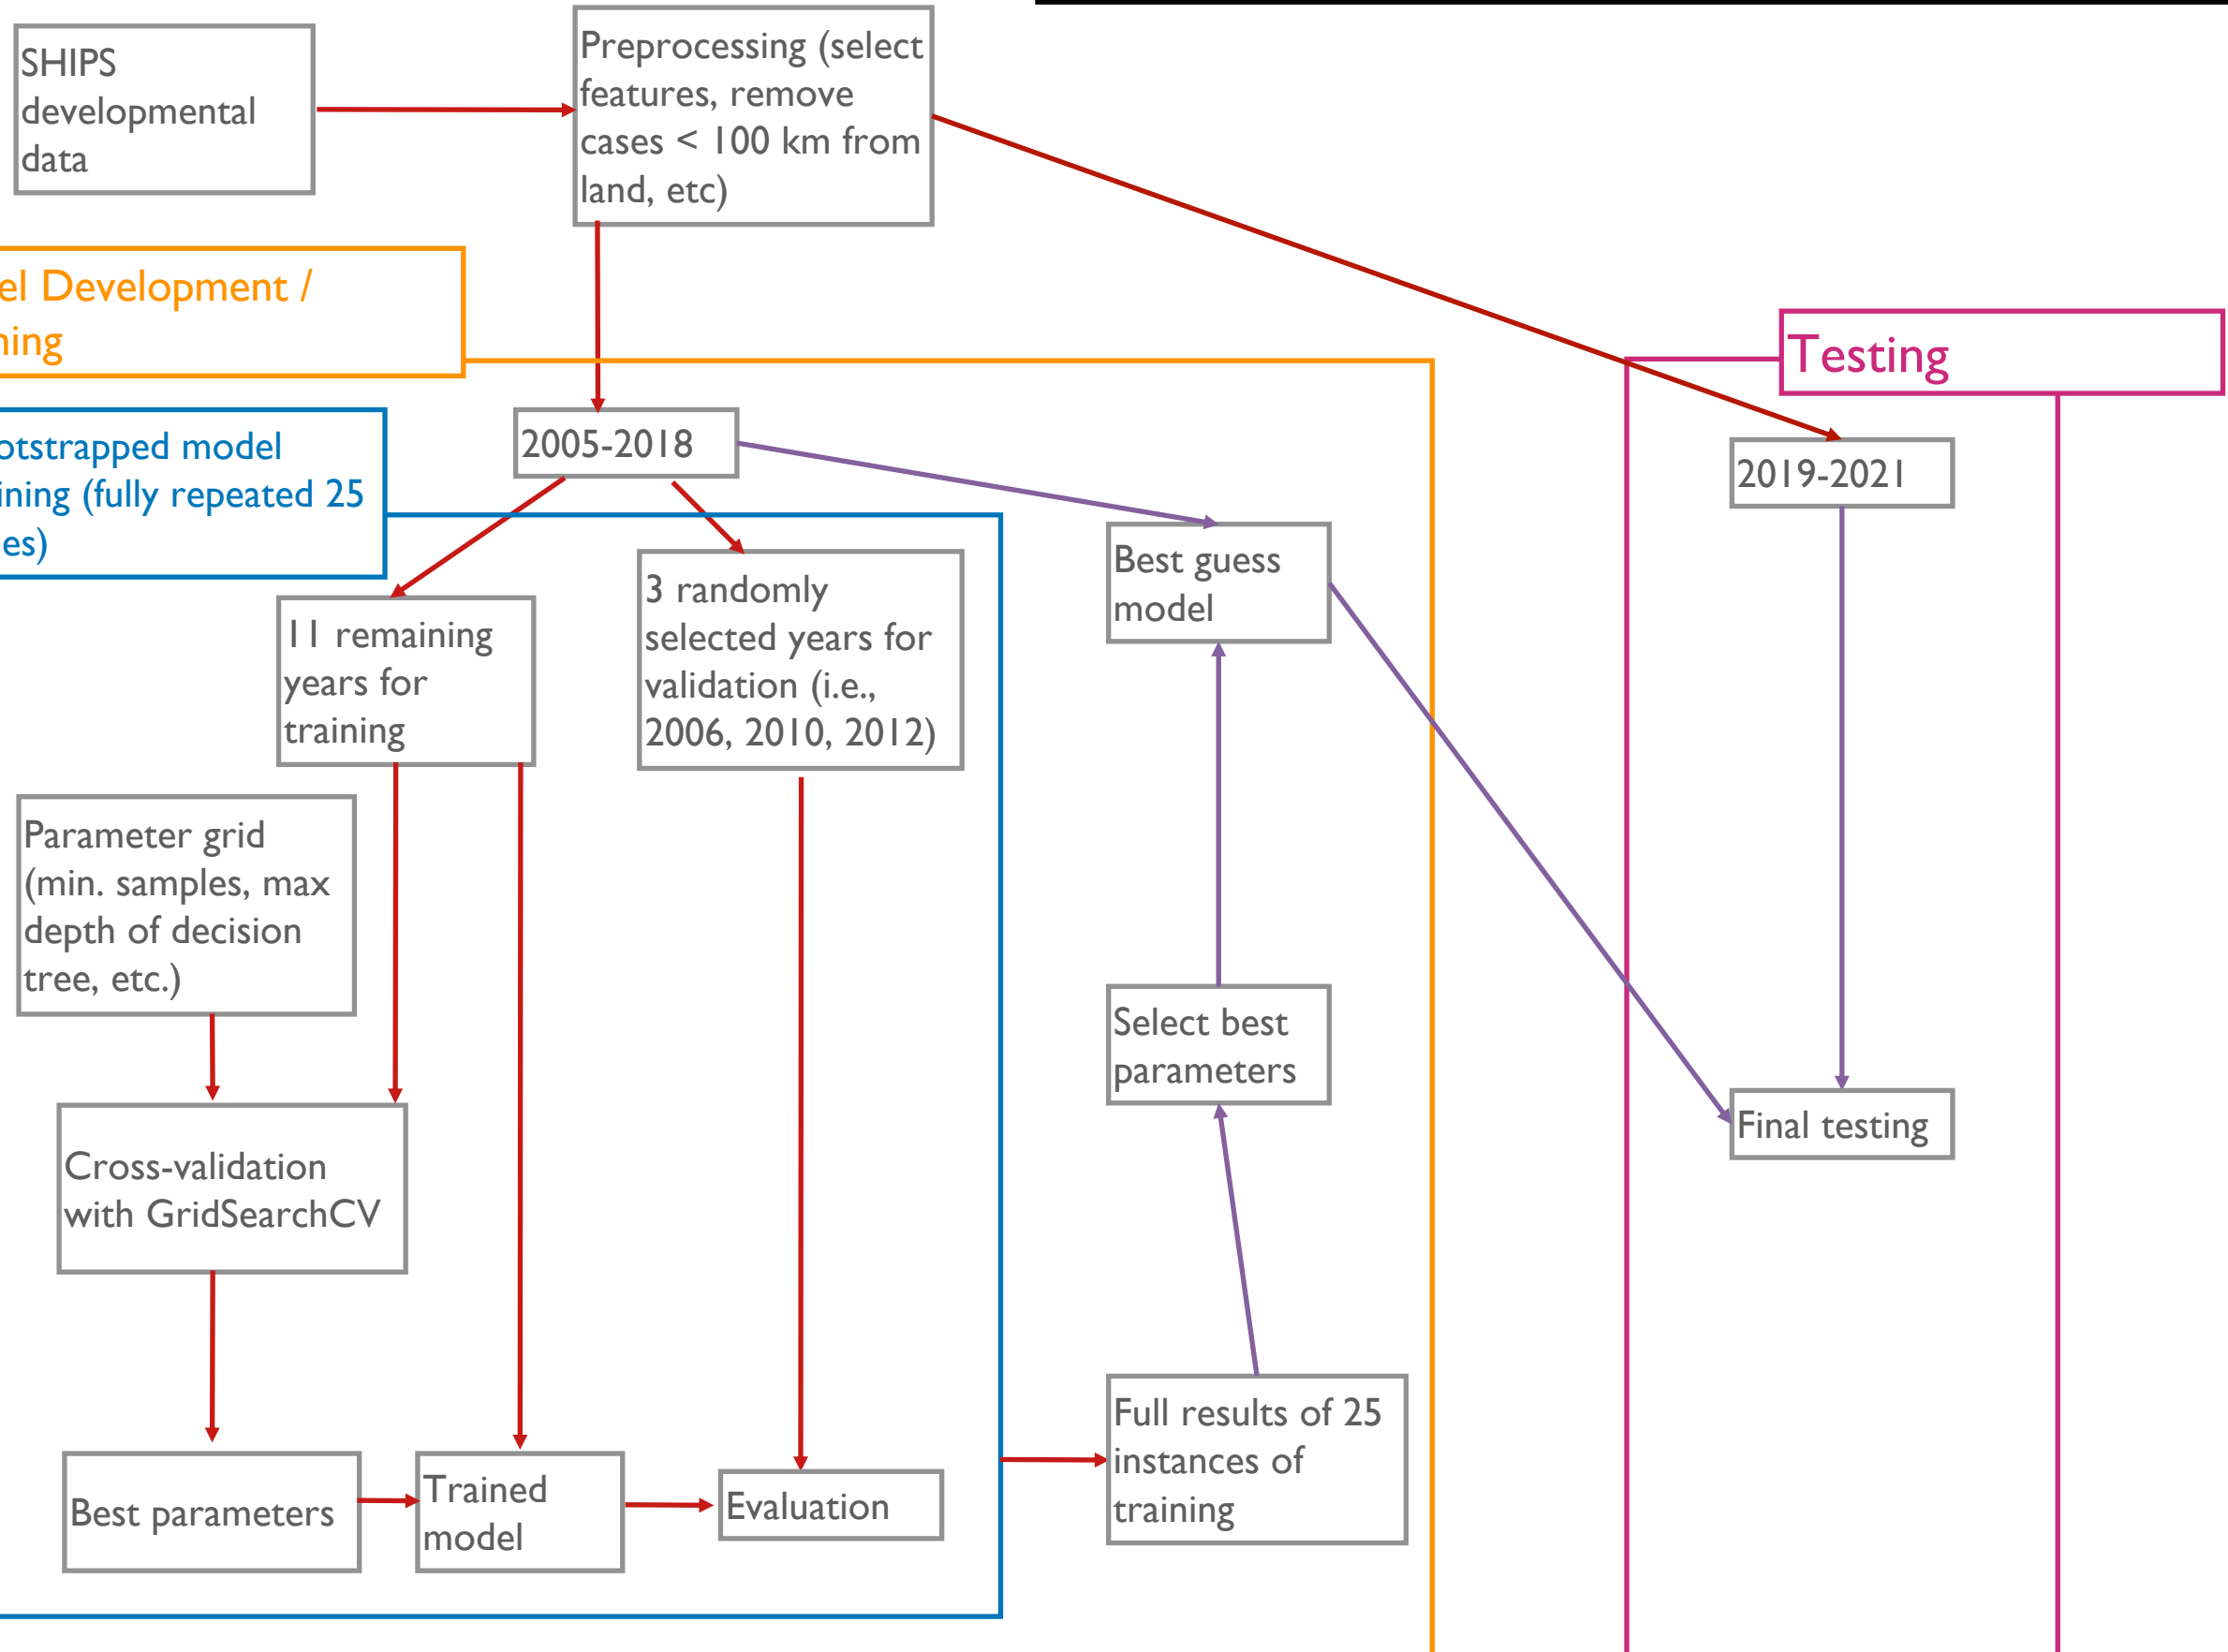 SHIPS
developmental
data
Preprocessing (select
features, remove
cases < 100 km from
land, etc)
el Development /
ning
Testing
otstrapped model
ining (fully repeated 25
es)
2005-2018
2019-2021
Best guess
model
3 randomly
selected years for
validation (i.e.,
2006, 2010, 2012)
11 remaining
years for
training
Parameter grid
(min. samples, max
depth of decision
tree, etc.)
Select best
parameters
Final testing
Cross-validation
with GridSearchCV
Full results of 25
instances of
training
Best parameters
Trained
model
Evaluation